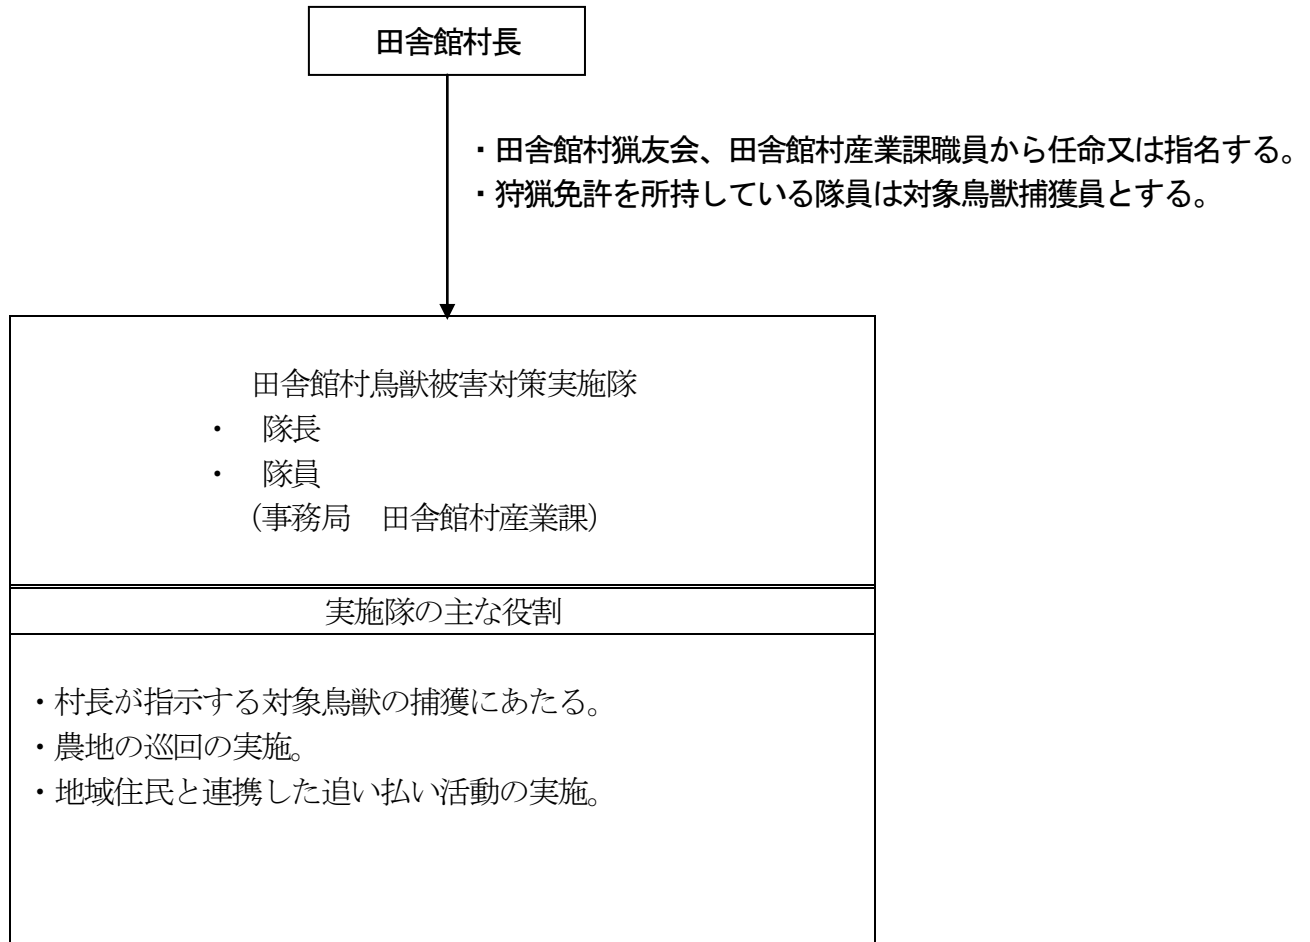 田舎館村長
・田舎館村猟友会、田舎館村産業課職員から任命又は指名する。
・狩猟免許を所持している隊員は対象鳥獣捕獲員とする。
田舎館村鳥獣被害対策実施隊
・　隊長
・　隊員
(事務局　田舎館村産業課)
実施隊の主な役割
・村長が指示する対象鳥獣の捕獲にあたる。
・農地の巡回の実施。
・地域住民と連携した追い払い活動の実施。